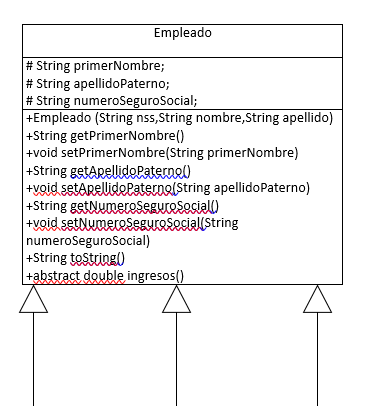 Empleado
# String primerNombre;
# String apellidoPaterno;
# String numeroSeguroSocial;
+Empleado (String nss,String nombre,String apellido)
+String getPrimerNombre()
+void setPrimerNombre(String primerNombre)
+String getApellidoPaterno()
+void setApellidoPaterno(String apellidoPaterno)
+String getNumeroSeguroSocial()
+void setNumeroSeguroSocial(String
numeroSeguroSocial)
+String toString()
+abstract double ingresos()